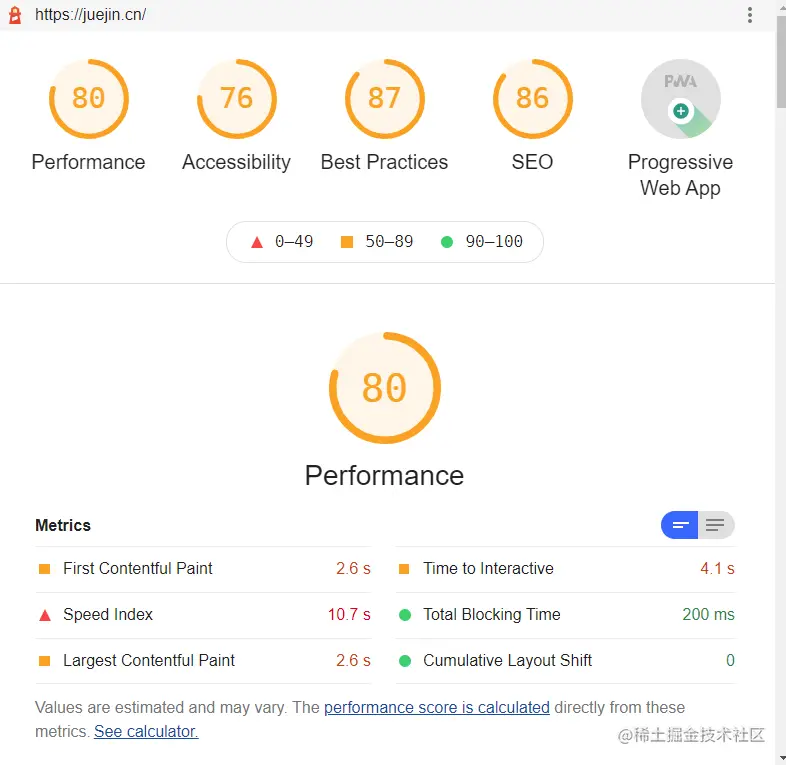 https://juejin.cn/
80 76 87 86 PWA
Performance Accessibility Best Practices SEO Progressive
Web App
0–49 50–89 90–100
80
Performance
Metrics
First Contentful Paint 2.6 s Time to Interactive 4.1 s
Speed Index 10.7 s Total Blocking Time 200 ms
Largest Contentful Paint 2.6 s Cumulative Layout Shift 0
Values are estimated and may vary. The performance score is calculated directly from these
metrics. See calculator.
@稀土掘金技术社区